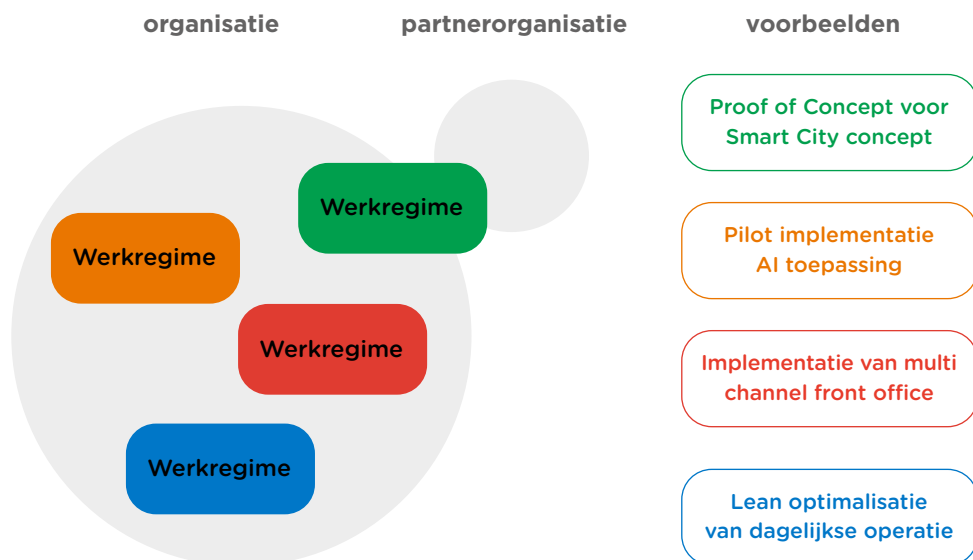 organisatie
partnerorganisatie
voorbeelden
Werkregime
Werkregime
Werkregime
Werkregime
Proof of Concept voor
Smart City concept
Pilot implementatie
AI toepassing
Implementatie van multi
channel front office
Lean optimalisatie
van dagelijkse operatie